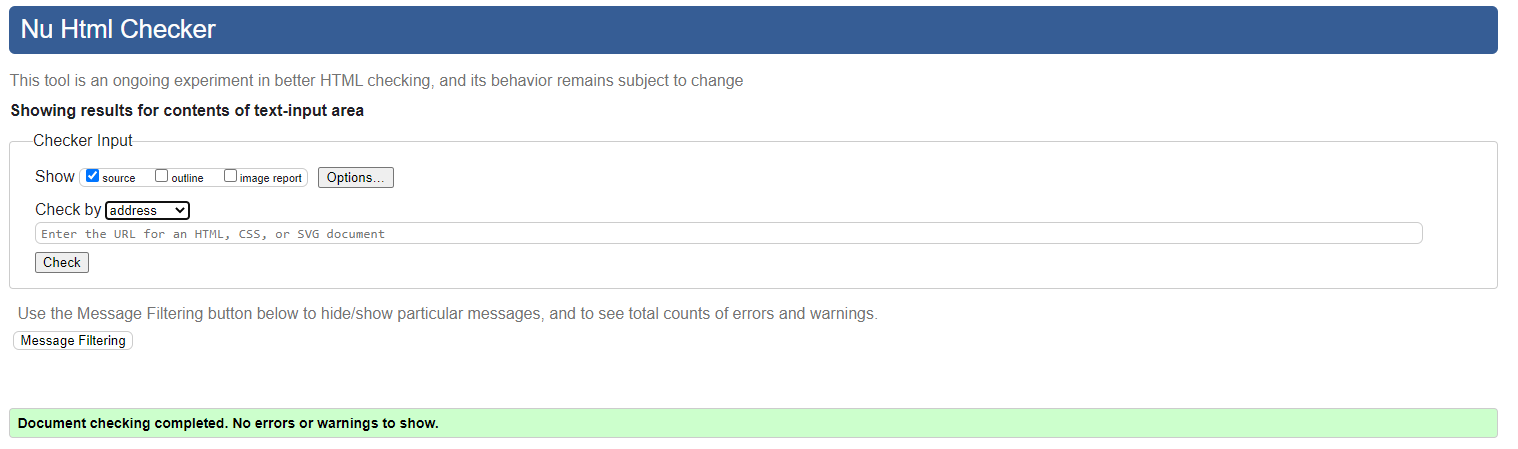 Nu Html Checker
This tool is an ongoing experiment in better HTML checking, and its behavior remains subject to change
Showing results for contents of text-input area
Checker Input
Show source outline image report Options...
Check by address
Enter the URL for an HTML, CSS, or SVG document
Check
Use the Message Filtering button below to hide/show particular messages, and to see total counts of errors and warnings.
Message Filtering
Document checking completed. No errors or warnings to show.